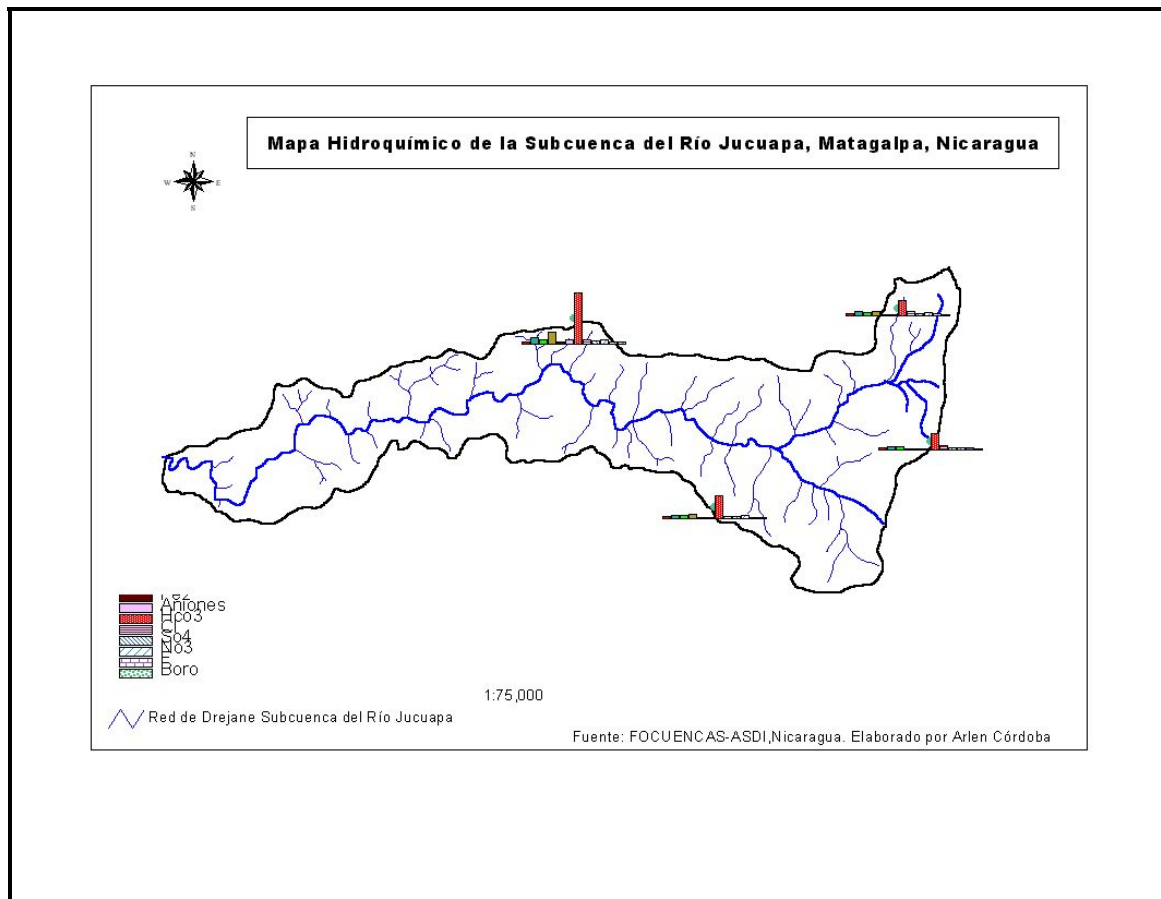 Mapa Hidroquímico de la Subcuenca del Río Jucuapa, Matagalpa, Nicaragua
N
W E
S
Aniones
Hco3
Cl
So4
No3
F
Boro
1:75,000
Red de Drejane Subcuenca del Río Jucuapa
Fuente: FOCUENCAS-ASDI,Nicaragua. Elaborado por Arlen Córdoba